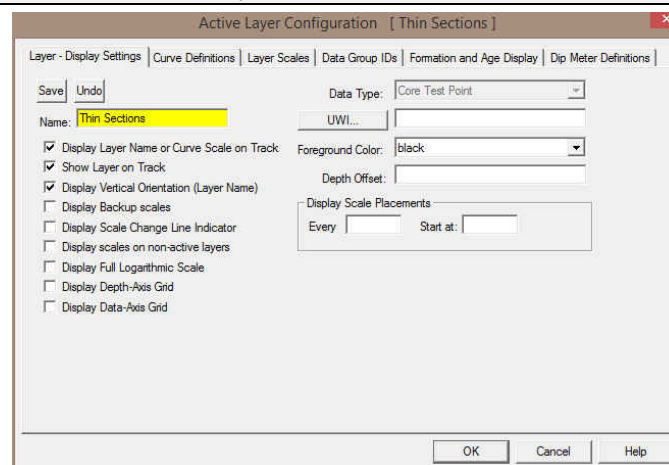 Active Layer Configuration [ Thin Sections ]
Layer - Display Settings Curve Definitions Layer Scales Data Group IDs Formation and Age Display Dip Meter Definitions
Save Undo
Name: Thin Sections
Display Layer Name or Curve Scale on Track
Show Layer on Track
Display Vertical Orientation (Layer Name)
Display Backup scales
Display Scale Change Line Indicator
Display scales on non-active layers
Display Full Logarithmic Scale
Display Depth-Axis Grid
Display Data-Axis Grid
Data Type: Core Test Point
UWI...
Foreground Color: black
Depth Offset:
Display Scale Placements
Every Start at:
OK Cancel Help